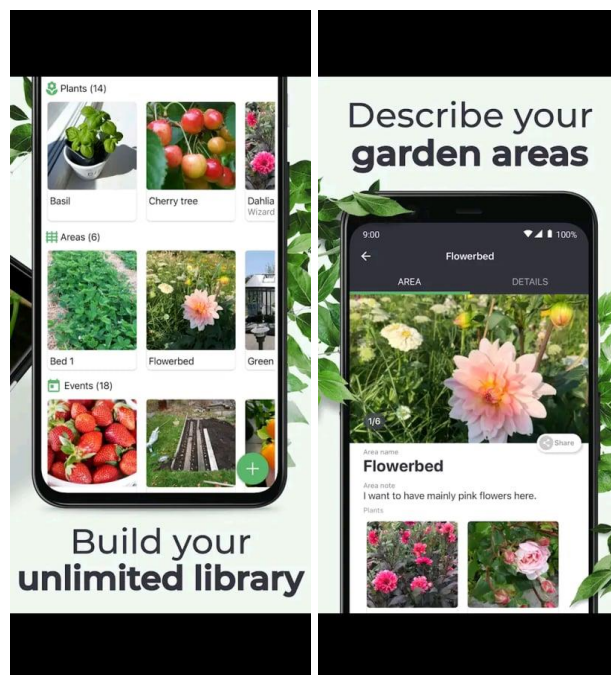 Plants (14)
Basil
Cherry tree
Dahlia
Wizard
Areas (6)
Bed 1
Flowerbed
Green
Events (18)
Build your
unlimited library
Describe your
garden areas
9:00
100%
Flowerbed
AREA
DETAILS
1/6
Share
Area name
Flowerbed
Area note
I want to have mainly pink flowers here.
Plants